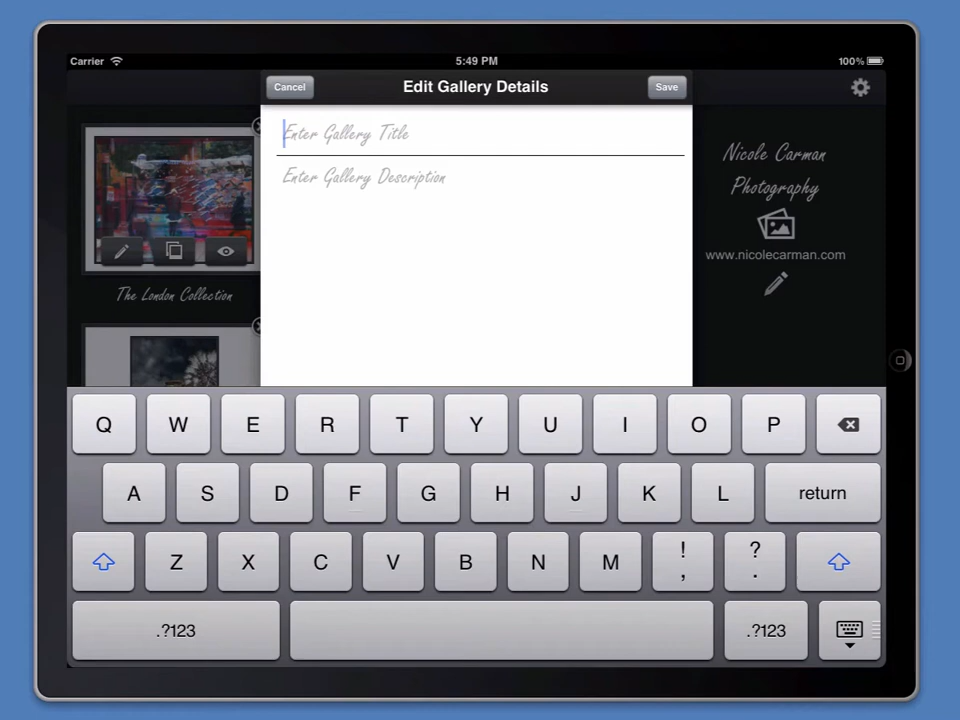 Carrier 5:49 PM 100%
Cancel Edit Gallery Details Save
Enter Gallery Title
Enter Gallery Description
The London Collection
Nicole Carman
Photography
www.nicolecarman.com
Q W E R T Y U I O P
A S D F G H J K L return
Z X C V B N M ! , ? .
.?123 .?123